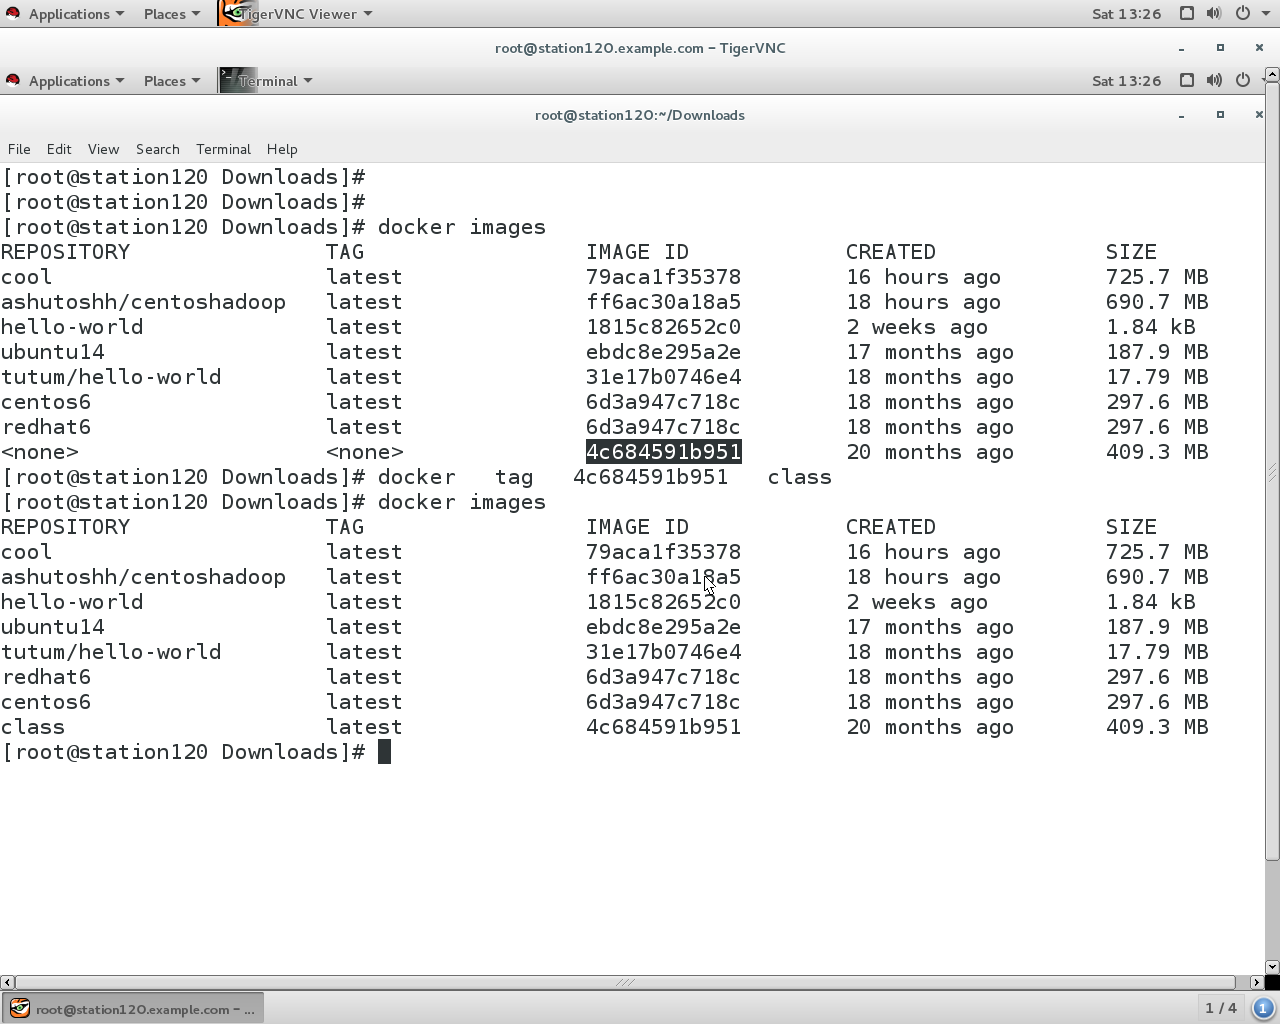 Applications Places TigerVNC Viewer Sat 13:26
root@station120.example.com - TigerVNC
Applications Places Terminal Sat 13:26
root@station120:~/Downloads
File Edit View Search Terminal Help
[root@station120 Downloads]#
[root@station120 Downloads]#
[root@station120 Downloads]# docker images
REPOSITORY TAG IMAGE ID CREATED SIZE
cool latest 79aca1f35378 16 hours ago 725.7 MB
ashutoshh/centoshadoop latest ff6ac30a18a5 18 hours ago 690.7 MB
hello-world latest 1815c82652c0 2 weeks ago 1.84 kB
ubuntu14 latest ebdc8e295a2e 17 months ago 187.9 MB
tutum/hello-world latest 31e17b0746e4 18 months ago 17.79 MB
centos6 latest 6d3a947c718c 18 months ago 297.6 MB
redhat6 latest 6d3a947c718c 18 months ago 297.6 MB
<none> <none> 4c684591b951 20 months ago 409.3 MB
[root@station120 Downloads]# docker tag 4c684591b951 class
[root@station120 Downloads]# docker images
REPOSITORY TAG IMAGE ID CREATED SIZE
cool latest 79aca1f35378 16 hours ago 725.7 MB
ashutoshh/centoshadoop latest ff6ac30a18a5 18 hours ago 690.7 MB
hello-world latest 1815c82652c0 2 weeks ago 1.84 kB
ubuntu14 latest ebdc8e295a2e 17 months ago 187.9 MB
tutum/hello-world latest 31e17b0746e4 18 months ago 17.79 MB
redhat6 latest 6d3a947c718c 18 months ago 297.6 MB
centos6 latest 6d3a947c718c 18 months ago 297.6 MB
class latest 4c684591b951 20 months ago 409.3 MB
[root@station120 Downloads]#
root@station120.example.com - ... 1 / 4 1